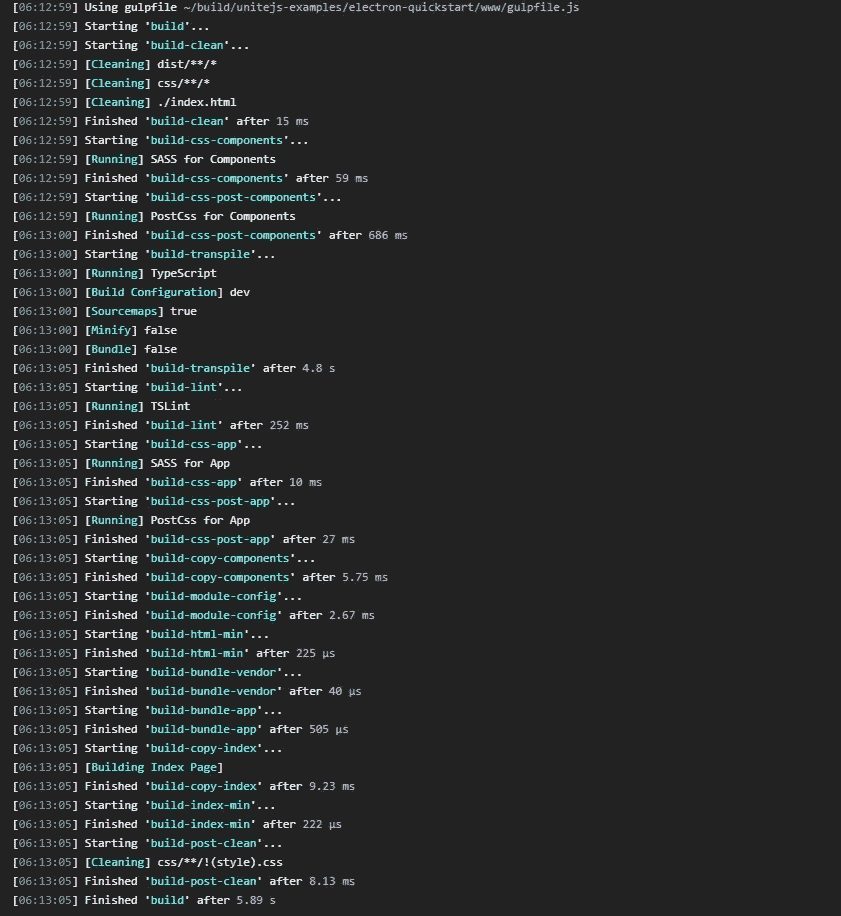 [06:12:59] Using gulpfile ~/build/unitejs-examples/electron-quickstart/www/gulpfile.js
[06:12:59] Starting 'build'...
[06:12:59] Starting 'build-clean'...
[06:12:59] [Cleaning] dist/**/*
[06:12:59] [Cleaning] css/**/*
[06:12:59] [Cleaning] ./index.html
[06:12:59] Finished 'build-clean' after 15 ms
[06:12:59] Starting 'build-css-components'...
[06:12:59] [Running] SASS for Components
[06:12:59] Finished 'build-css-components' after 59 ms
[06:12:59] Starting 'build-css-post-components'...
[06:12:59] [Running] PostCss for Components
[06:13:00] Finished 'build-css-post-components' after 686 ms
[06:13:00] Starting 'build-transpile'...
[06:13:00] [Running] TypeScript
[06:13:00] [Build Configuration] dev
[06:13:00] [Sourcemaps] true
[06:13:00] [Minify] false
[06:13:00] [Bundle] false
[06:13:05] Finished 'build-transpile' after 4.8 s
[06:13:05] Starting 'build-lint'...
[06:13:05] [Running] TSLint
[06:13:05] Finished 'build-lint' after 252 ms
[06:13:05] Starting 'build-css-app'...
[06:13:05] [Running] SASS for App
[06:13:05] Finished 'build-css-app' after 10 ms
[06:13:05] Starting 'build-css-post-app'...
[06:13:05] [Running] PostCss for App
[06:13:05] Finished 'build-css-post-app' after 27 ms
[06:13:05] Starting 'build-copy-components'...
[06:13:05] Finished 'build-copy-components' after 5.75 ms
[06:13:05] Starting 'build-module-config'...
[06:13:05] Finished 'build-module-config' after 2.67 ms
[06:13:05] Starting 'build-html-min'...
[06:13:05] Finished 'build-html-min' after 225 μs
[06:13:05] Starting 'build-bundle-vendor'...
[06:13:05] Finished 'build-bundle-vendor' after 40 μs
[06:13:05] Starting 'build-bundle-app'...
[06:13:05] Finished 'build-bundle-app' after 505 μs
[06:13:05] Starting 'build-copy-index'...
[06:13:05] [Building Index Page]
[06:13:05] Finished 'build-copy-index' after 9.23 ms
[06:13:05] Starting 'build-index-min'...
[06:13:05] Finished 'build-index-min' after 222 μs
[06:13:05] Starting 'build-post-clean'...
[06:13:05] [Cleaning] css/**/!(style).css
[06:13:05] Finished 'build-post-clean' after 8.13 ms
[06:13:05] Finished 'build' after 5.89 s